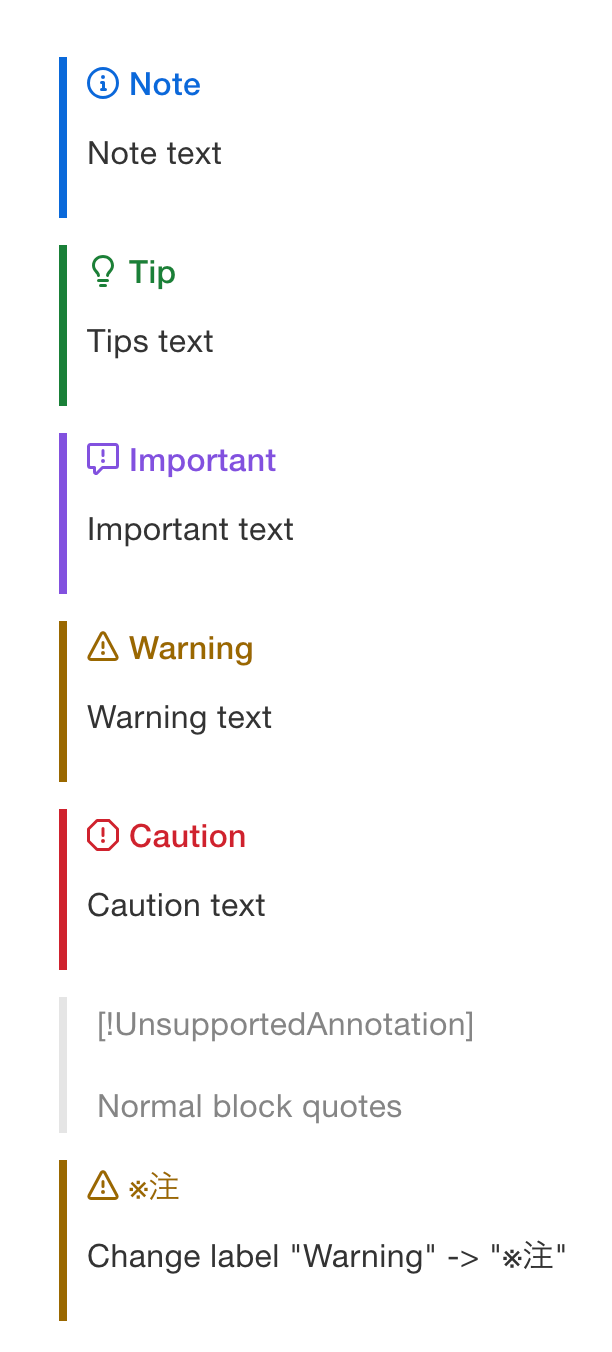 Note
Note text
Tip
Tips text
Important
Important text
Warning
Warning text
Caution
Caution text
[!UnsupportedAnnotation]
Normal block quotes
※注
Change label "Warning" -> "※注"